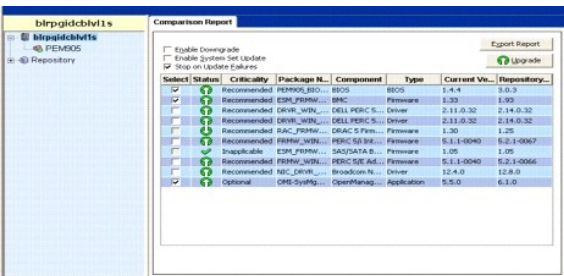 blrpgidcblvl1s
blrpgidcblvl1s
PEM905
Repository
Comparison Report
Export Report
Enable Downgrade
Enable System Set Update
Stop on Update Failures
Upgrade
Select Status Criticality Package N... Component Type Current Ve... Repository...
Recommended PEM905_BIO... BIOS BIOS 1.4.4 3.0.3
Recommended ESM_FRMW... BMC Firmware 1.33 1.93
Recommended DRVR_WIN... DELL PERC 5... Driver 2.11.0.32 2.14.0.32
Recommended DRVR_WIN... DELL PERC 5... Driver 2.11.0.32 2.14.0.32
Recommended RAC_FRMW... DRAC 5 Firm... Firmware 1.30 1.25
Recommended FRMW_WIN... PERC 5/i Int... Firmware 5.1.1-0040 5.2.1-0067
Inapplicable ESM_FRMW... SAS/SATA B... Firmware 1.05 1.05
Recommended FRMW_WIN... PERC 5/E Ad... Firmware 5.1.1-0040 5.2.1-0066
Recommended NIC_DRVR_... Broadcom N... Driver 12.4.0 12.8.0
Optional OMI-SysMg... OpenManag... Application 5.5.0 6.1.0